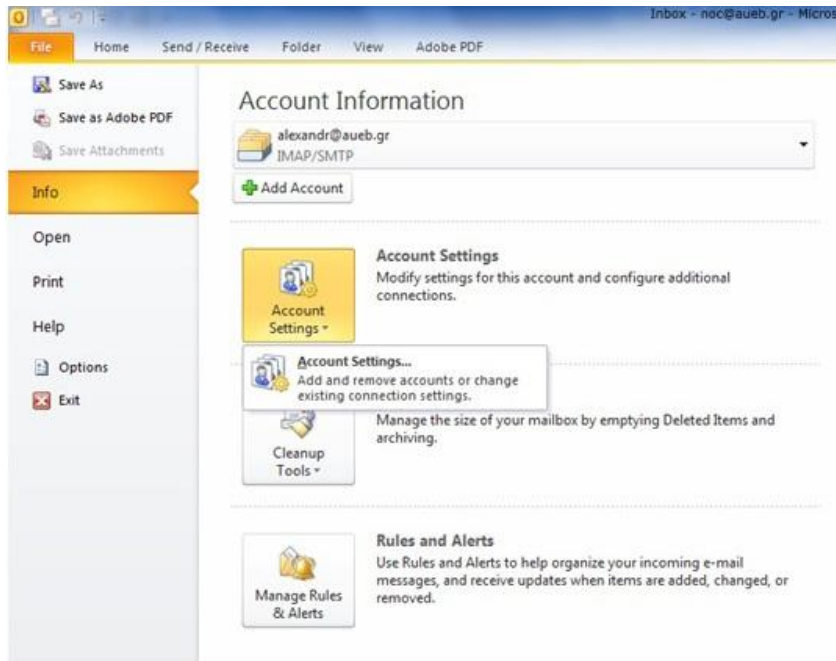 Inbox - noc@aueb.gr - Micros
File Home Send / Receive Folder View Adobe PDF
Save As
Save as Adobe PDF
Save Attachments
Info
Open
Print
Help
Options
Exit
Account Information
alexandr@aueb.gr
IMAP/SMTP
Add Account
Account Settings
Account Settings
Modify settings for this account and configure additional
connections.
Account Settings...
Add and remove accounts or change
existing connection settings.
Cleanup
Tools
Manage the size of your mailbox by emptying Deleted Items and
archiving.
Manage Rules
& Alerts
Rules and Alerts
Use Rules and Alerts to help organize your incoming e-mail
messages, and receive updates when items are added, changed, or
removed.